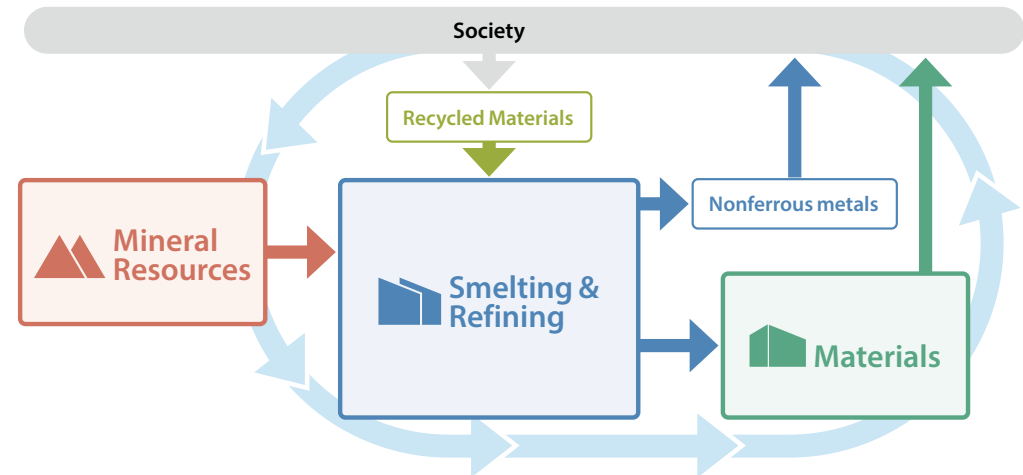 Society
Recycled Materials
Mineral
Resources
Smelting &
Refining
Nonferrous metals
Materials